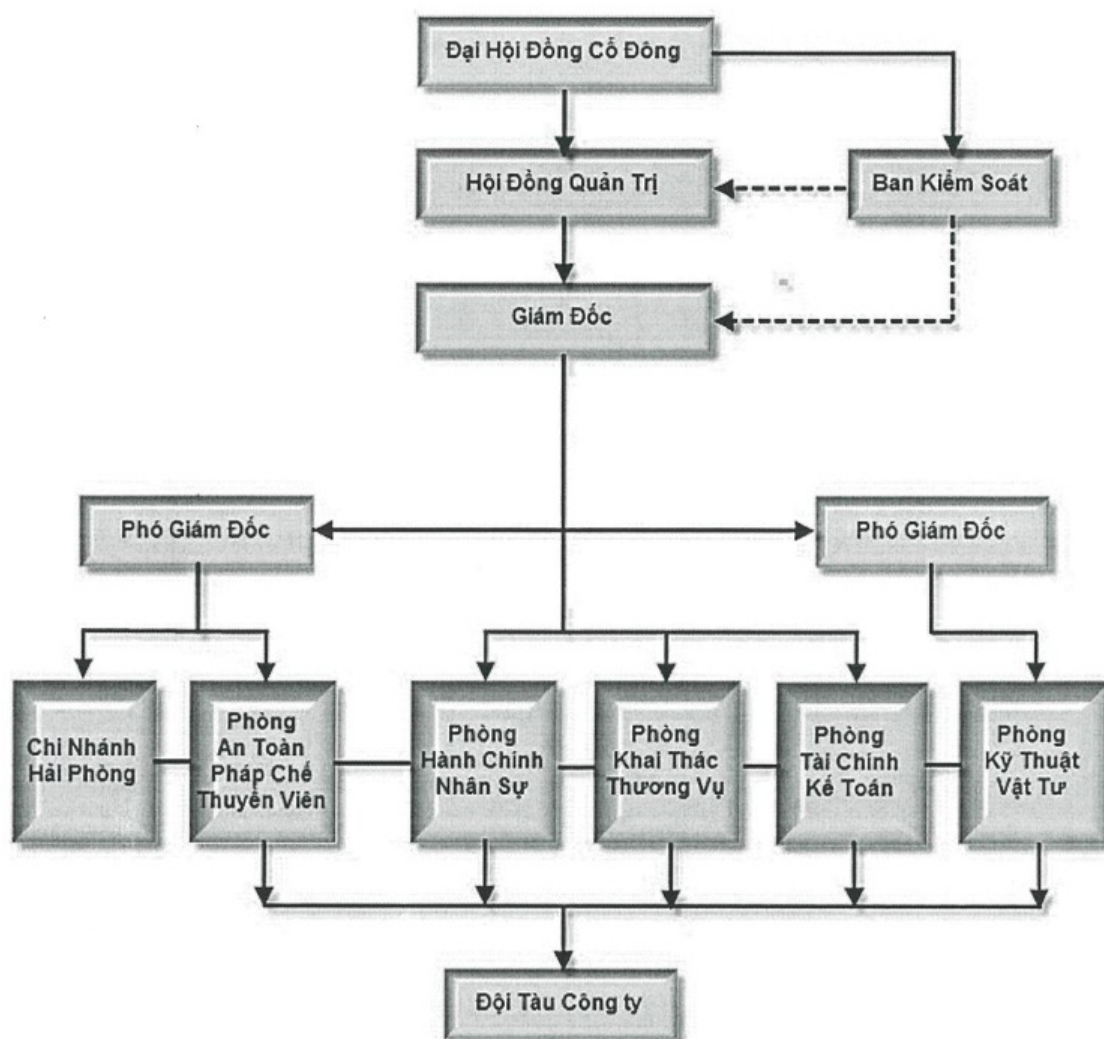 Đại Hội Đồng Cỗ Đông
Hội Đồng Quản Trị
Ban Kiểm Soát
Giám Đốc
Phó Giám Đốc
Phó Giám Đốc
Chi Nhánh
Hải Phòng
Phòng
An Toàn
Pháp Chế
Thuyền Viên
Phòng
Hành Chính
Nhân Sự
Phòng
Khai Thác
Thương Vụ
Phòng
Tài Chính
Kế Toán
Phòng
Kỹ Thuật
Vật Tư
Đội Tàu Công ty